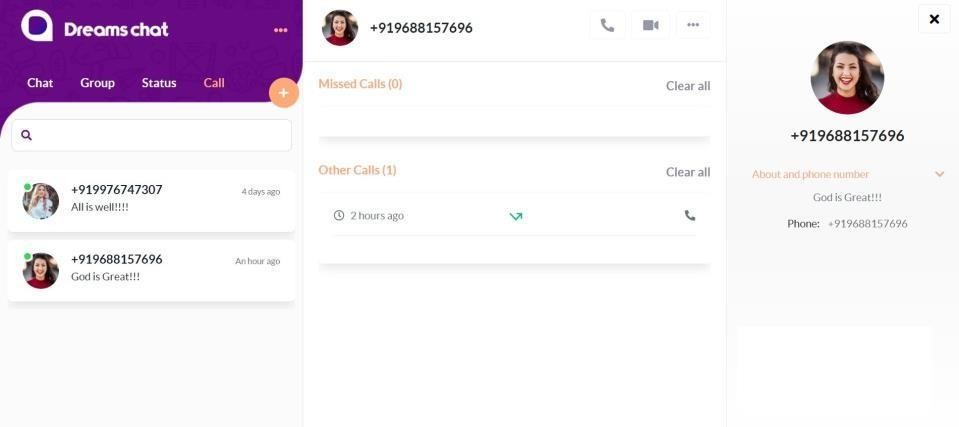 Dreams chat
Chat Group Status Call
+919976747307
4 days ago
All is well!!!!
+919688157696
An hour ago
God is Great!!!
+919688157696
Missed Calls (0)
Clear all
Other Calls (1)
Clear all
2 hours ago
+919688157696
About and phone number
God is Great!!!
Phone: +919688157696